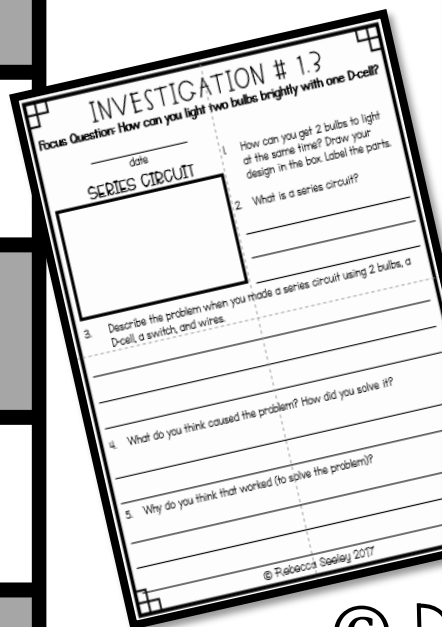 INVESTIGATION # 1.3
Focus Question: How can you light two bulbs brightly with one D-cell?
date
SERIES CIRCUIT
1. How can you get 2 bulbs to light
at the same time? Draw your
design in the box. Label the parts.
2. What is a series circuit?
3. Describe the problem when you made a series circuit using 2 bulbs, a
D-cell, a switch, and wires.
4. What do you think caused the problem? How did you solve it?
5. Why do you think that worked (to solve the problem)?
© Rebecca Seeley 2017